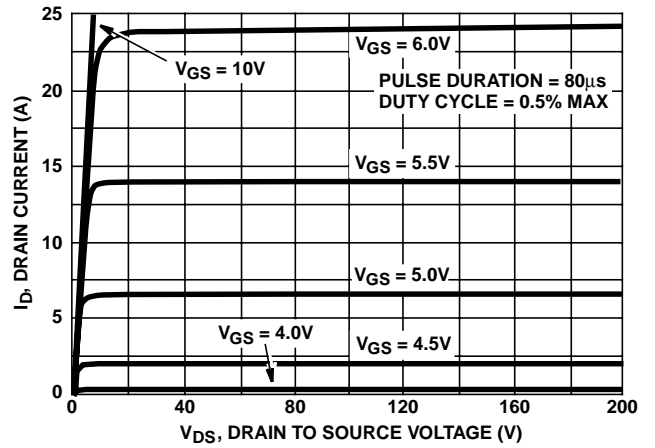 25
20
15
10
5
0
I_D, DRAIN CURRENT (A)
V_GS = 10V
V_GS = 6.0V
PULSE DURATION = 80µs
DUTY CYCLE = 0.5% MAX
V_GS = 5.5V
V_GS = 5.0V
V_GS = 4.0V
V_GS = 4.5V
0 40 80 120 160 200
V_DS, DRAIN TO SOURCE VOLTAGE (V)